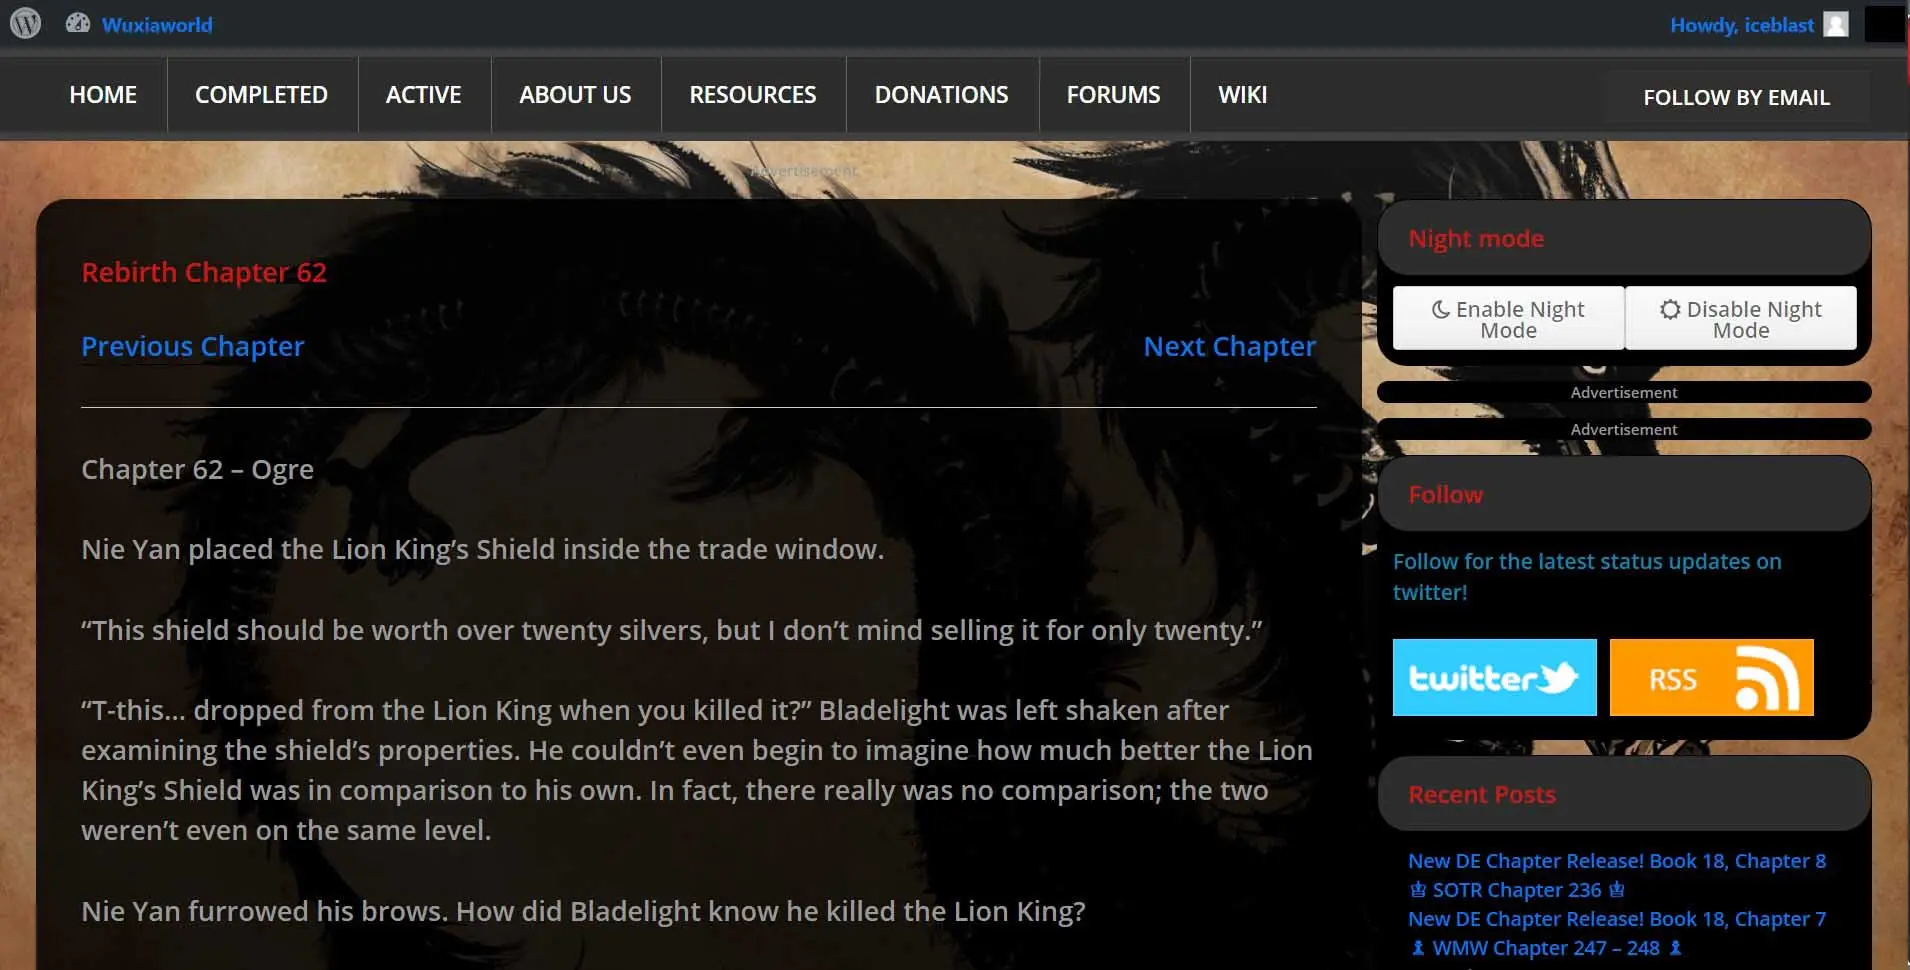 Wuxiaworld
Howdy, iceblast
HOME
COMPLETED
ACTIVE
ABOUT US
RESOURCES
DONATIONS
FORUMS
WIKI
FOLLOW BY EMAIL
Advertisement
Rebirth Chapter 62
Previous Chapter
Next Chapter
Chapter 62 – Ogre
Nie Yan placed the Lion King’s Shield inside the trade window.
“This shield should be worth over twenty silvers, but I don’t mind selling it for only twenty.”
“T-this… dropped from the Lion King when you killed it?” Bladelight was left shaken after
examining the shield’s properties. He couldn’t even begin to imagine how much better the Lion
King’s Shield was in comparison to his own. In fact, there really was no comparison; the two
weren’t even on the same level.
Nie Yan furrowed his brows. How did Bladelight know he killed the Lion King?
Night mode
Enable Night
Mode
Disable Night
Mode
Advertisement
Advertisement
Follow
Follow for the latest status updates on
twitter!
twitter
RSS
Recent Posts
New DE Chapter Release! Book 18, Chapter 8
♔ SOTR Chapter 236 ♔
New DE Chapter Release! Book 18, Chapter 7
♝ WMW Chapter 247 – 248 ♝